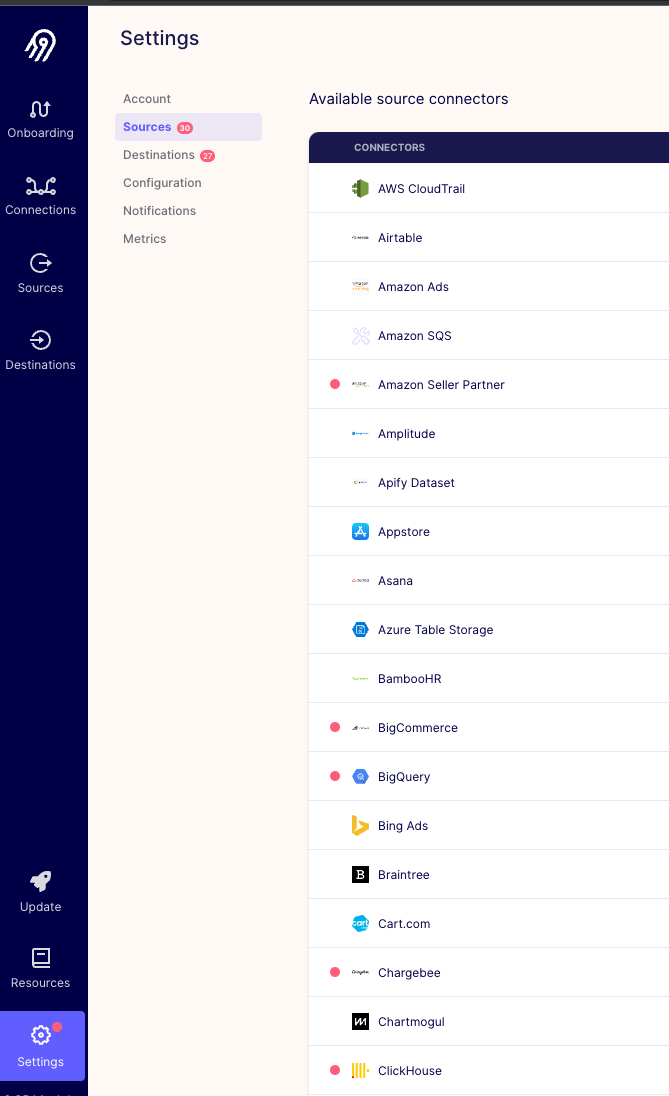 Settings
Onboarding
Connections
Sources
Destinations
Update
Resources
Settings
Account
Sources 30
Destinations 27
Configuration
Notifications
Metrics
Available source connectors
CONNECTORS
AWS CloudTrail
Airtable
Amazon Ads
Amazon SQS
Amazon Seller Partner
Amplitude
Apify Dataset
Appstore
Asana
Azure Table Storage
BambooHR
BigCommerce
BigQuery
Bing Ads
Braintree
Cart.com
Chargebee
Chartmogul
ClickHouse